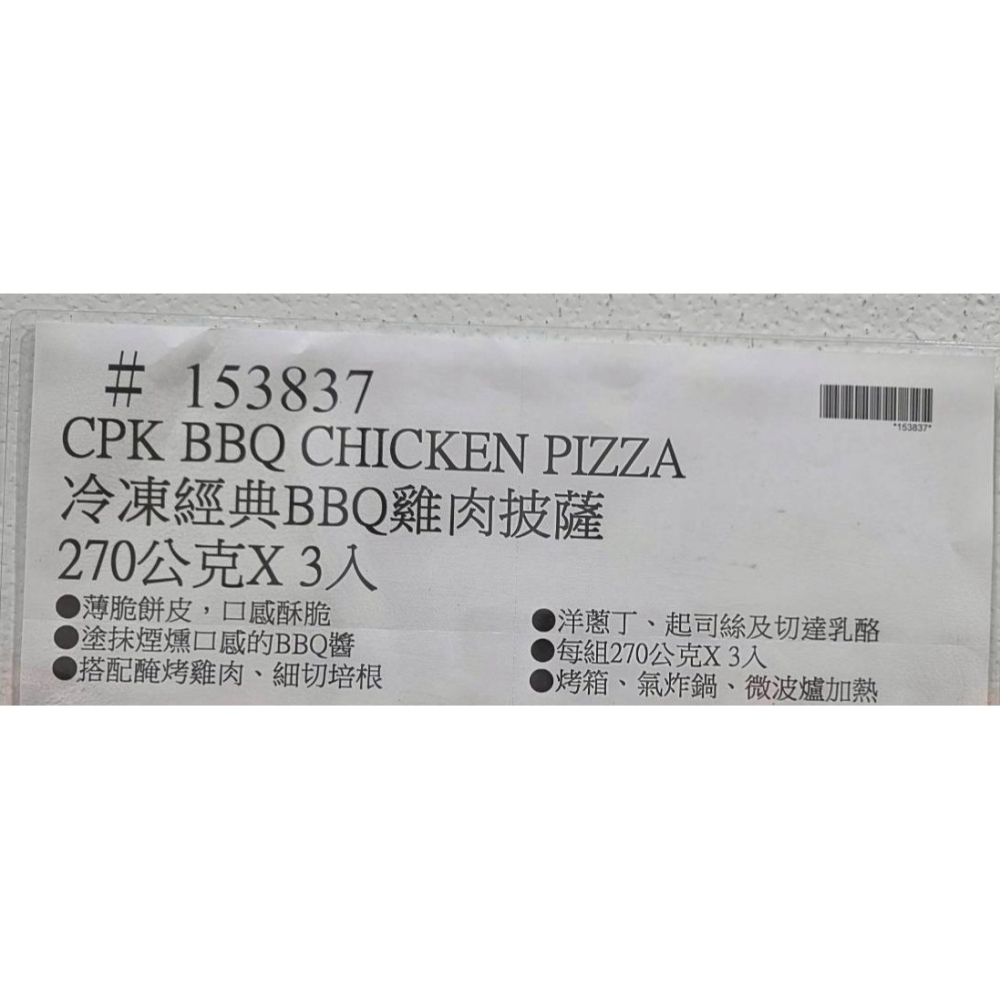 # 153837
*153837*
CPK BBQ CHICKEN PIZZA
冷凍經典BBQ雞肉披薩
270公克X 3入
●薄脆餅皮，口感酥脆
●塗抹煙燻口感的BBQ醬
●搭配醃烤雞肉、細切培根
●洋蔥丁、起司絲及切達乳酪
●每組270公克X 3入
●烤箱、氣炸鍋、微波爐加熱